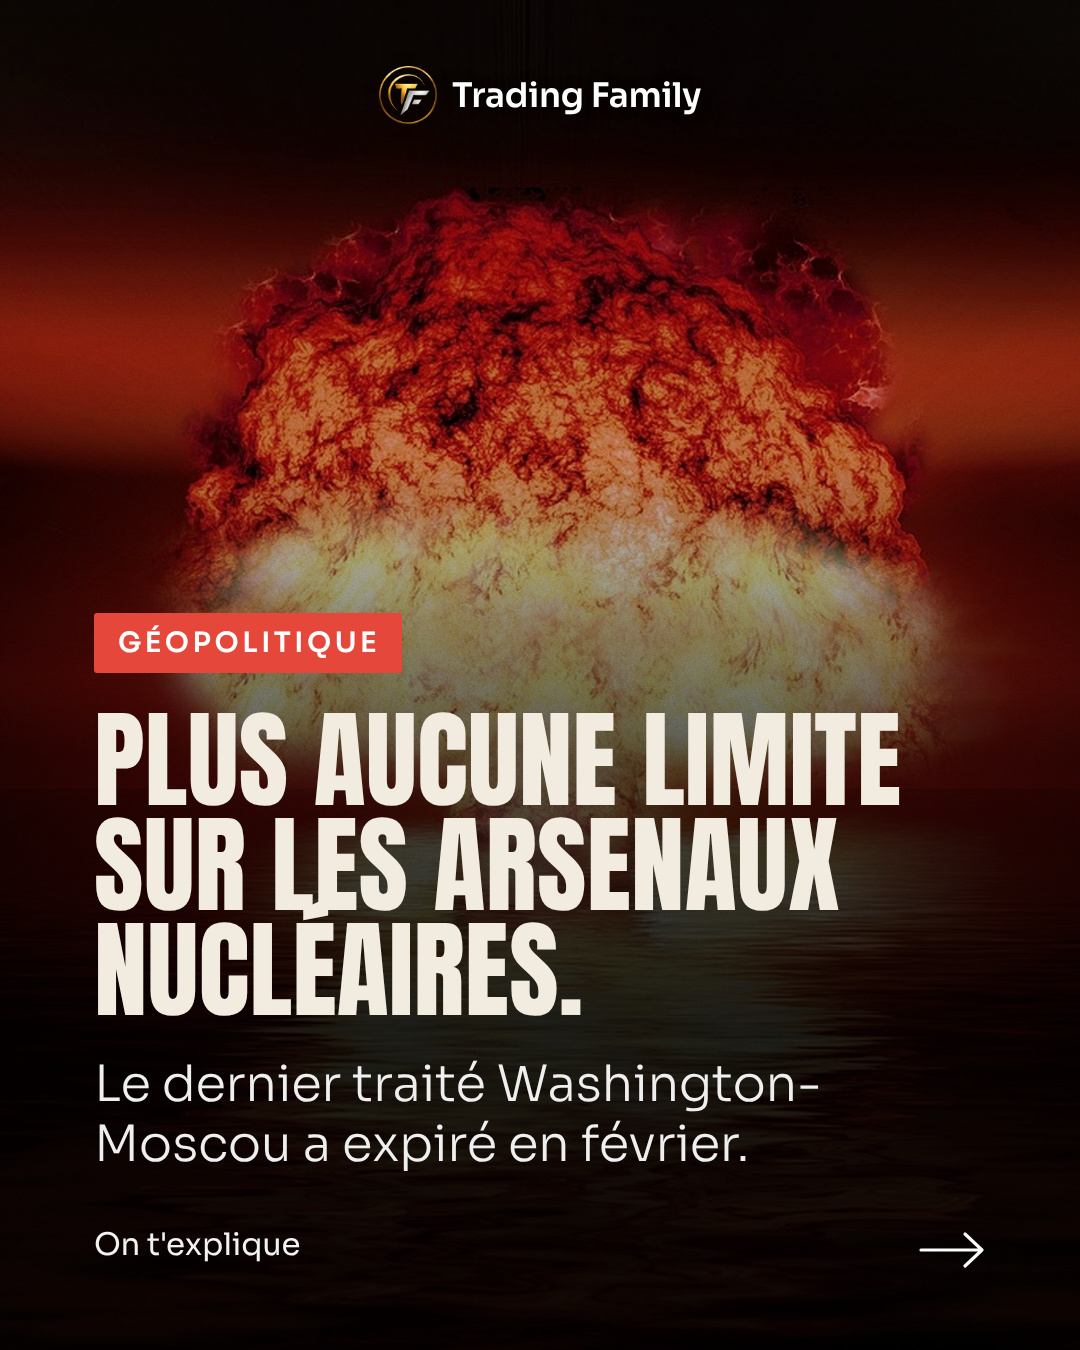 Trading Family
GÉOPOLITIQUE
PLUS AUCUNE LIMITE
SUR LES ARSENAUX
NUCLÉAIRES.
Le dernier traité Washington-
Moscou a expiré en février.
On t'explique